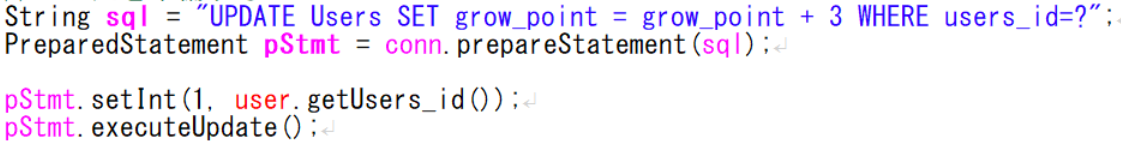 String sql = "UPDATE Users SET grow_point = grow_point + 3 WHERE users_id=?";
PreparedStatement pStmt = conn.prepareStatement(sql);
pStmt.setInt(1, user.getUsers_id());
pStmt.executeUpdate();